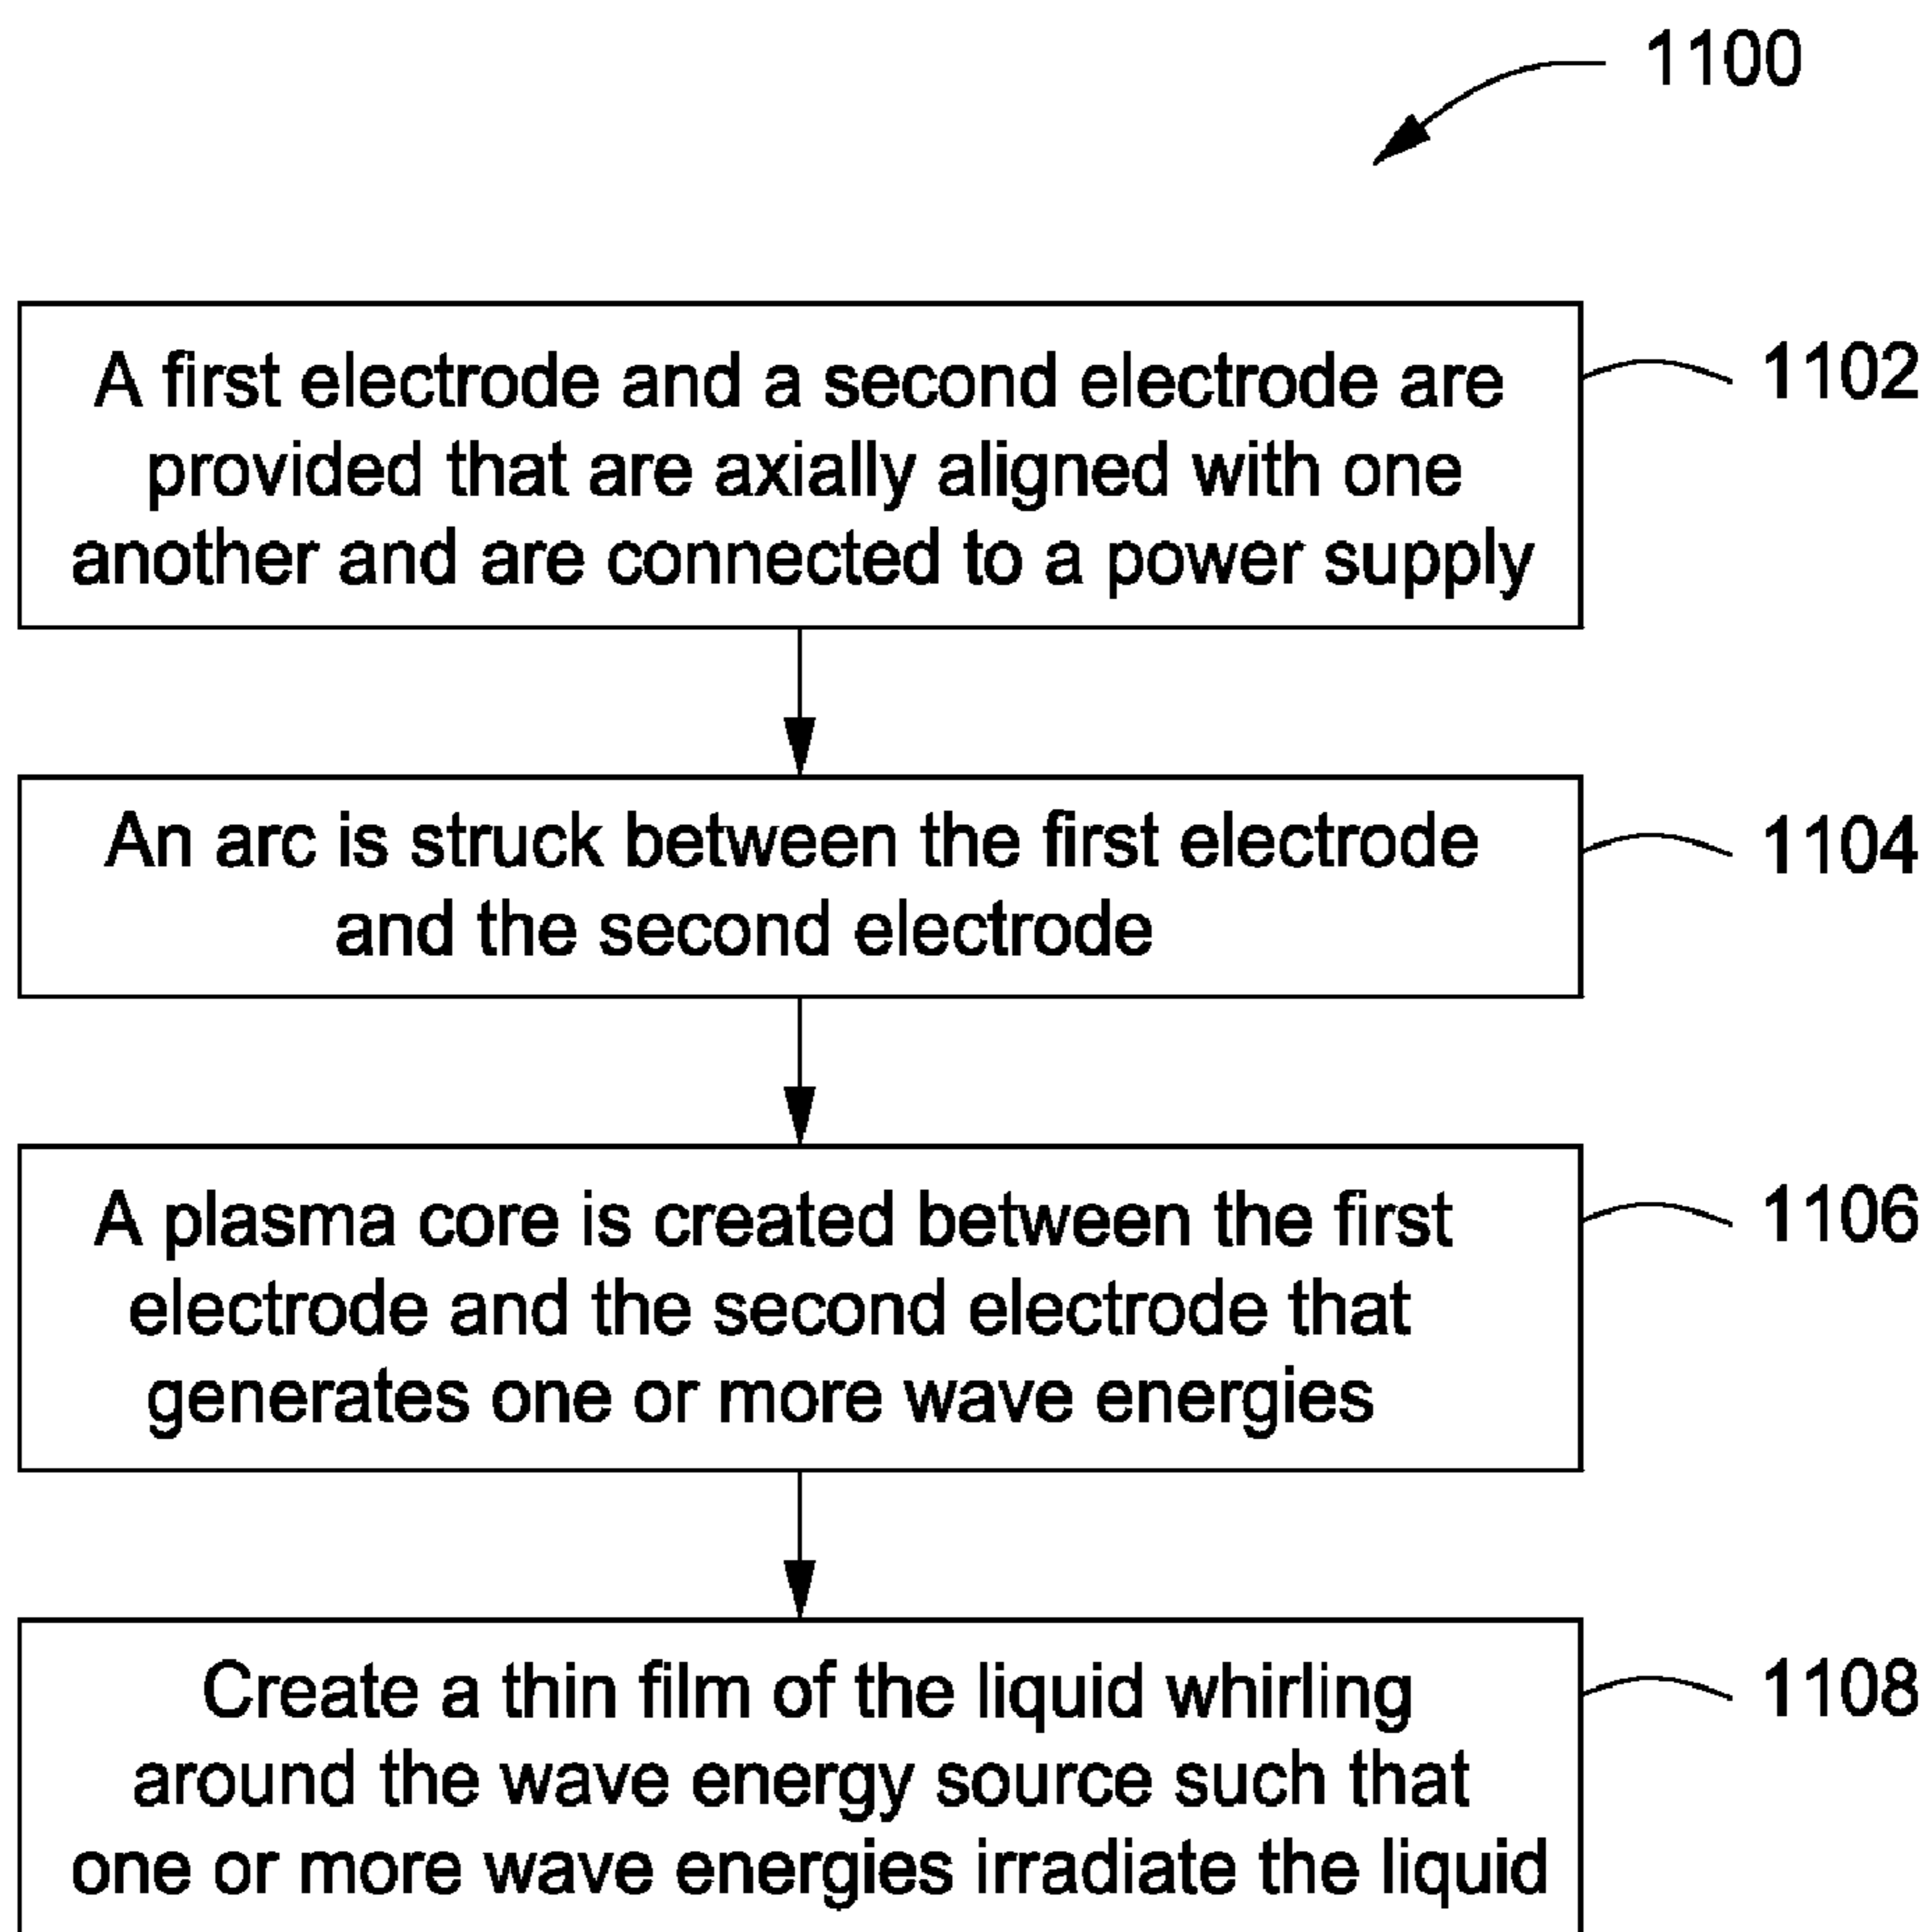 1100
A first electrode and a second electrode are
provided that are axially aligned with one
another and are connected to a power supply
1102
An arc is struck between the first electrode
and the second electrode
1104
A plasma core is created between the first
electrode and the second electrode that
generates one or more wave energies
1106
Create a thin film of the liquid whirling
around the wave energy source such that
one or more wave energies irradiate the liquid
1108